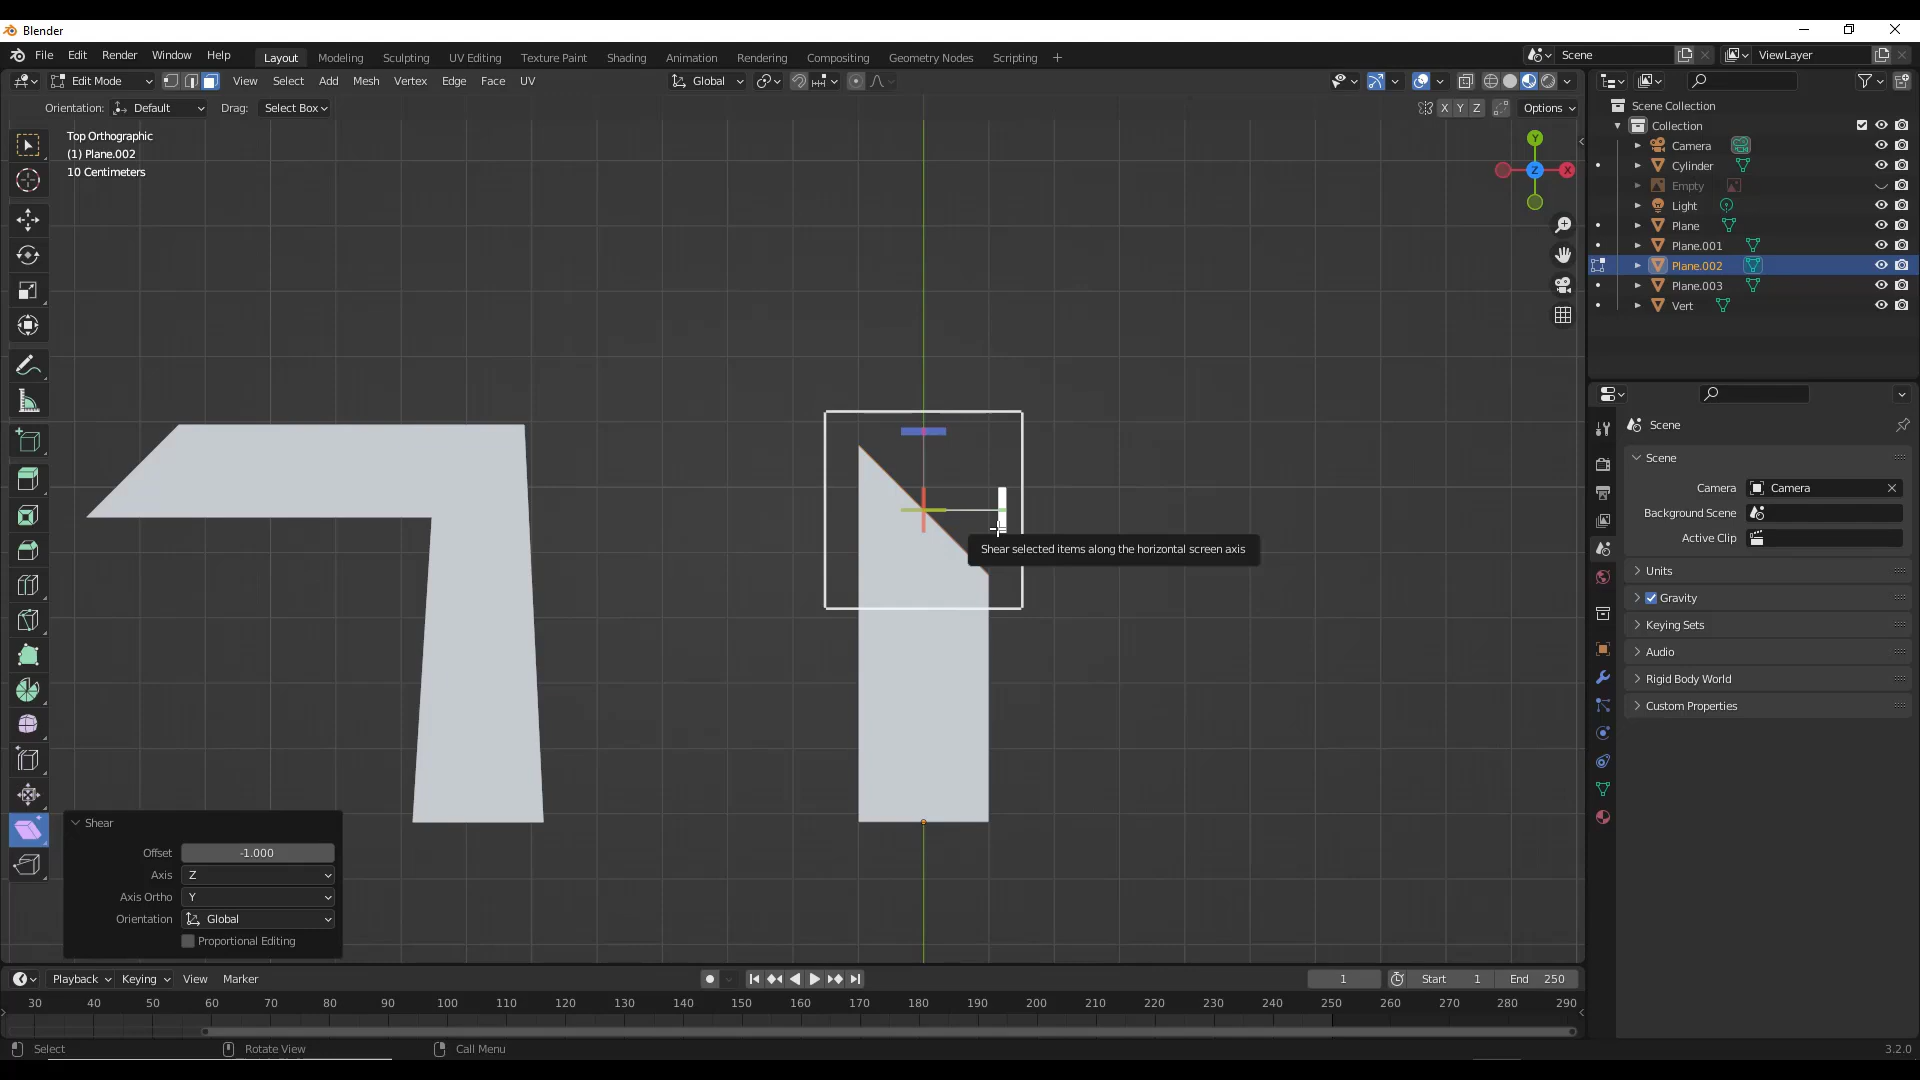 Blender
File Edit Render Window Help Layout Modeling Sculpting UV Editing Texture Paint Shading Animation Rendering Compositing Geometry Nodes Scripting + Scene ViewLayer
Edit Mode View Select Add Mesh Vertex Edge Face UV Global
Orientation: Default Drag: Select Box X Y Z Options
Top Orthographic
(1) Plane.002
10 Centimeters
Y
Z X
Scene Collection
Collection
Camera
Cylinder
Empty
Light
Plane
Plane.001
Plane.002
Plane.003
Vert
Scene
Scene
Camera Camera
Background Scene
Active Clip
Units
Gravity
Keying Sets
Audio
Rigid Body World
Custom Properties
Shear selected items along the horizontal screen axis
Shear
Offset -1.000
Axis Z
Axis Ortho Y
Orientation Global
Proportional Editing
Playback Keying View Marker 1 Start 1 End 250
30 40 50 60 70 80 90 100 110 120 130 140 150 160 170 180 190 200 210 220 230 240 250 260 270 280 290
Select Rotate View Call Menu 3.2.0